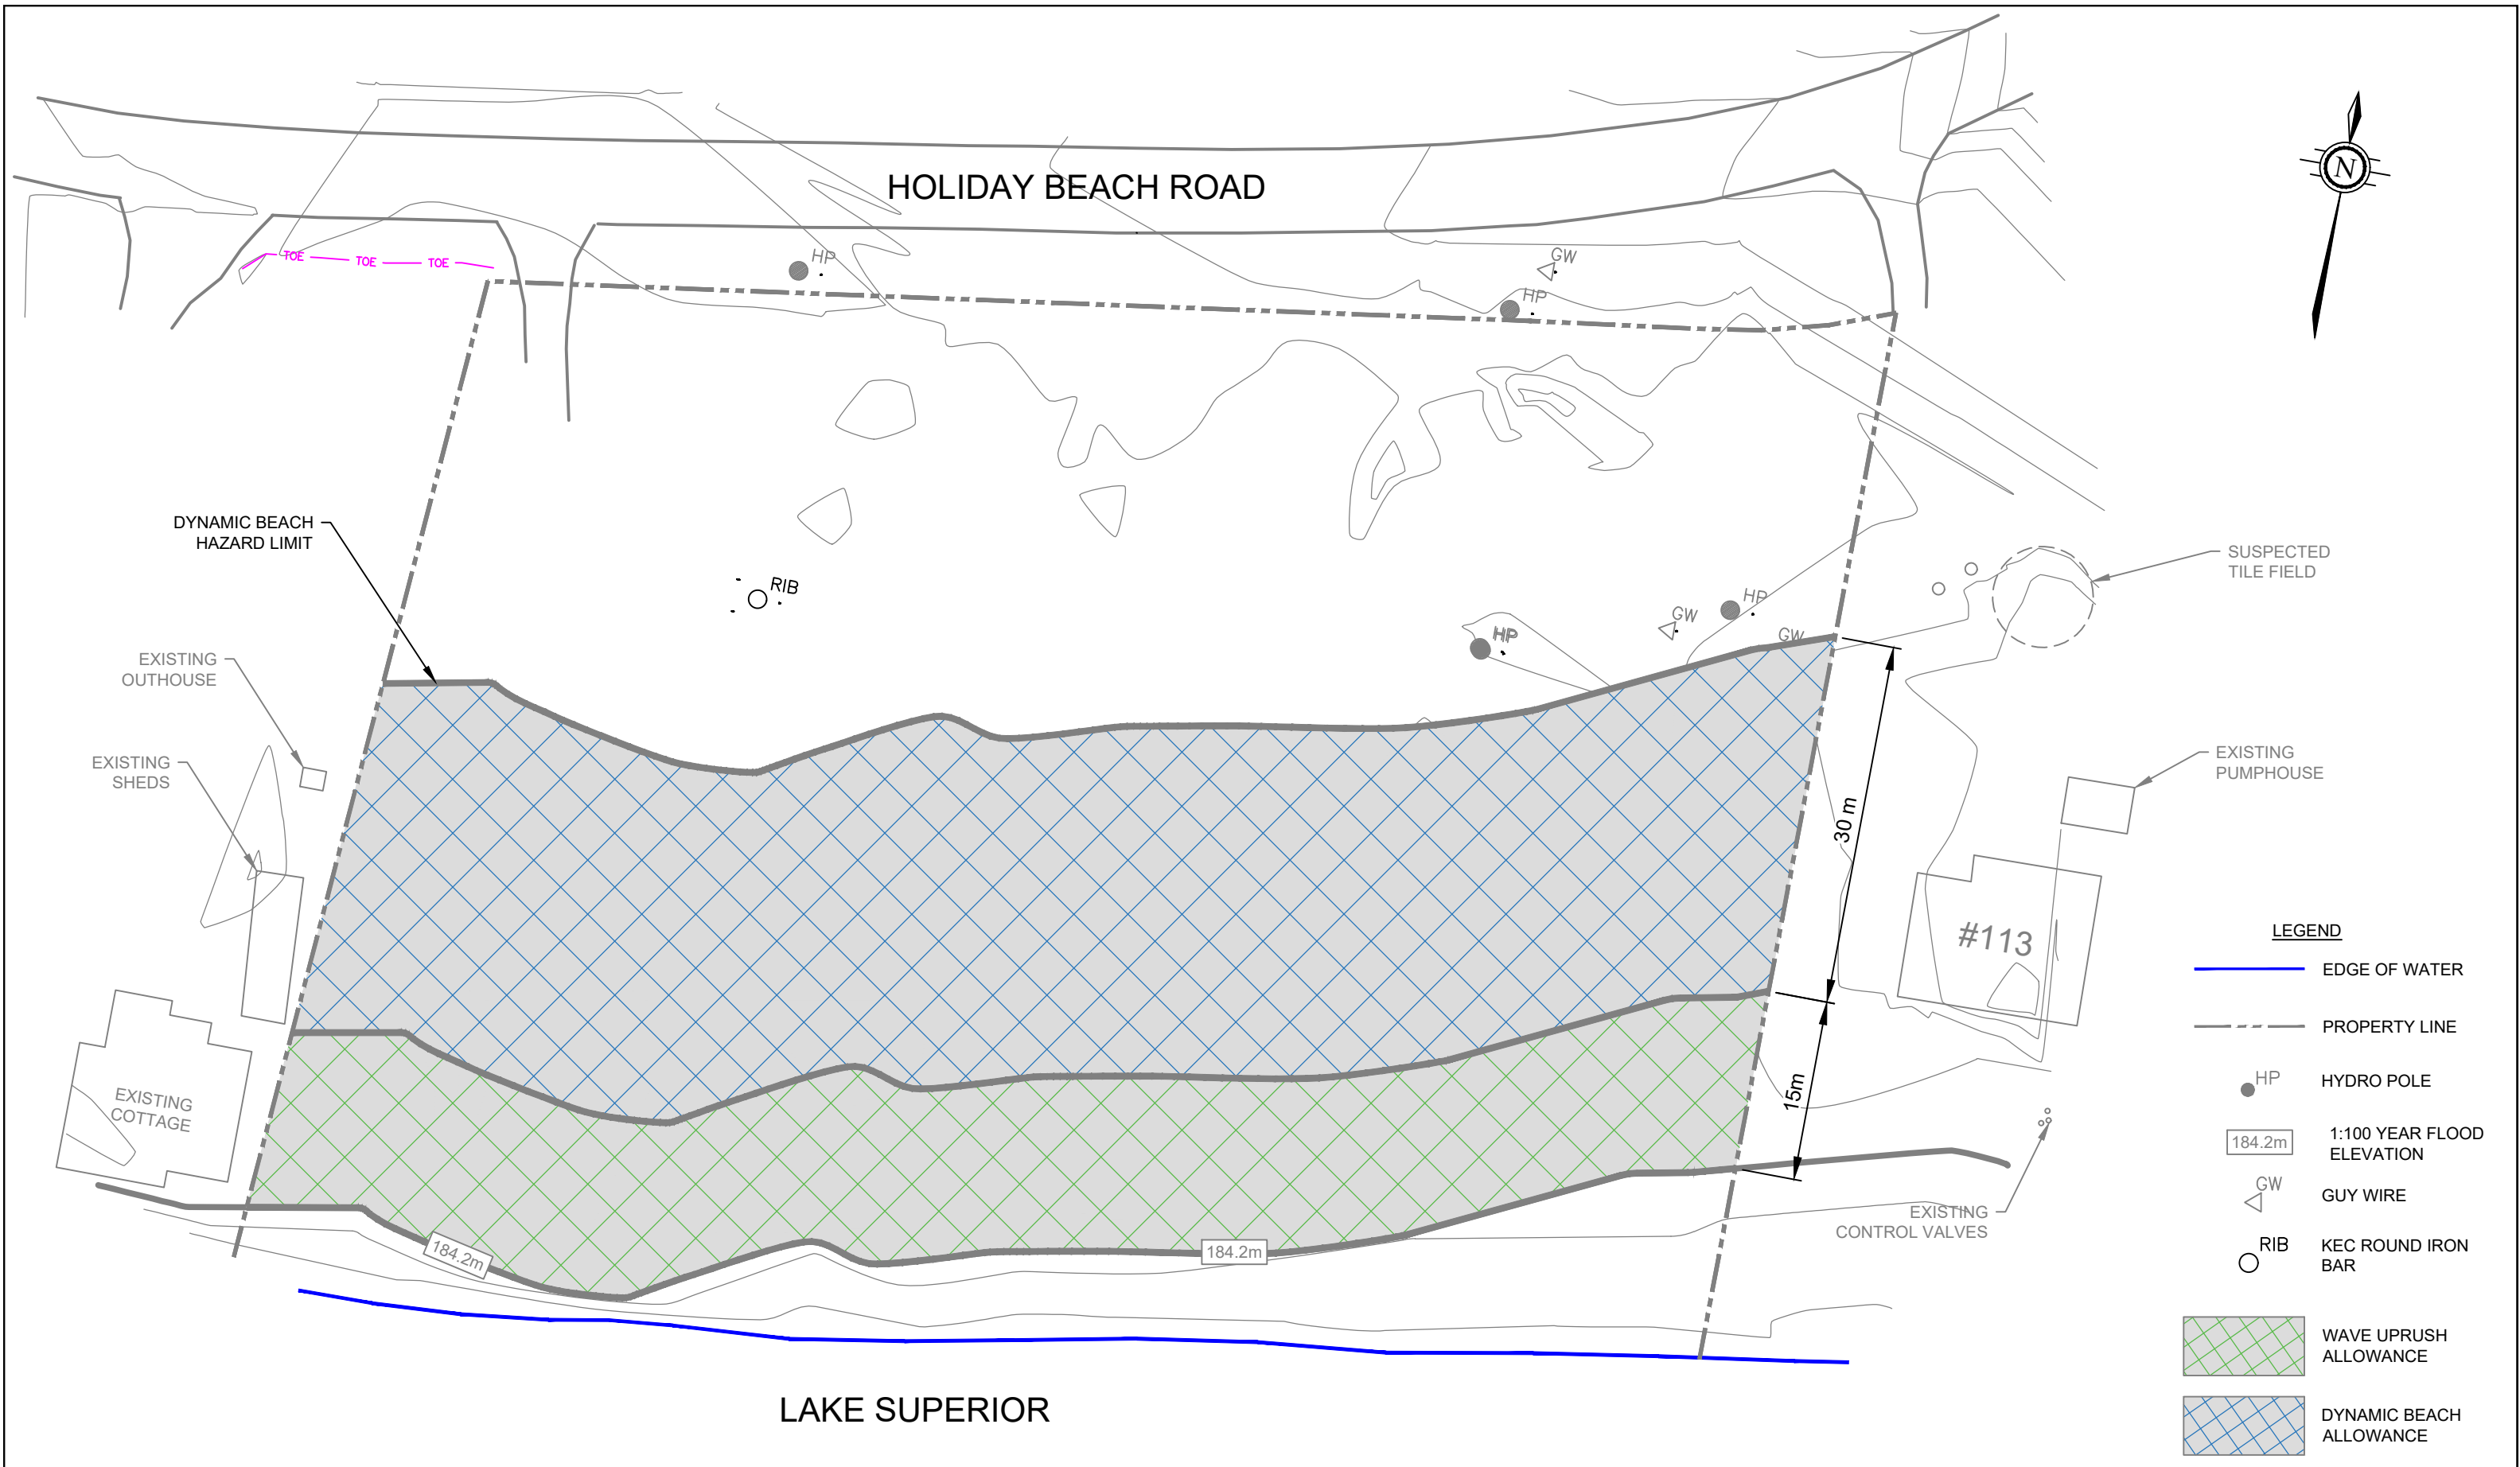 HOLIDAY BEACH ROAD
N
TOE TOE TOE
HP
GW
HP
DYNAMIC BEACH
HAZARD LIMIT
RIB
SUSPECTED
TILE FIELD
HP
GW
HP
GW
EXISTING
OUTHOUSE
EXISTING
SHEDS
EXISTING
PUMPHOUSE
30 m
#113
15m
EXISTING
COTTAGE
184.2m
184.2m
EXISTING
CONTROL VALVES
LAKE SUPERIOR
LEGEND
EDGE OF WATER
PROPERTY LINE
HP
HYDRO POLE
184.2m
1:100 YEAR FLOOD
ELEVATION
GW
GUY WIRE
RIB
KEC ROUND IRON
BAR
WAVE UPRUSH
ALLOWANCE
DYNAMIC BEACH
ALLOWANCE